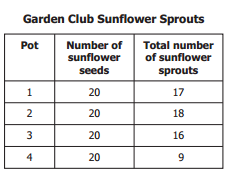 Garden Club Sunflower Sprouts
Pot Number of sunflower seeds Total number of sunflower sprouts
1 20 17
2 20 18
3 20 16
4 20 9